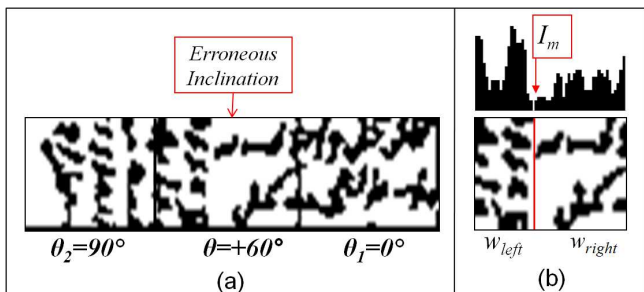 Erroneous
Inclination
θ₂=90°
θ=+60°
θ₁=0°
(a)
I_m
w_left
w_right
(b)